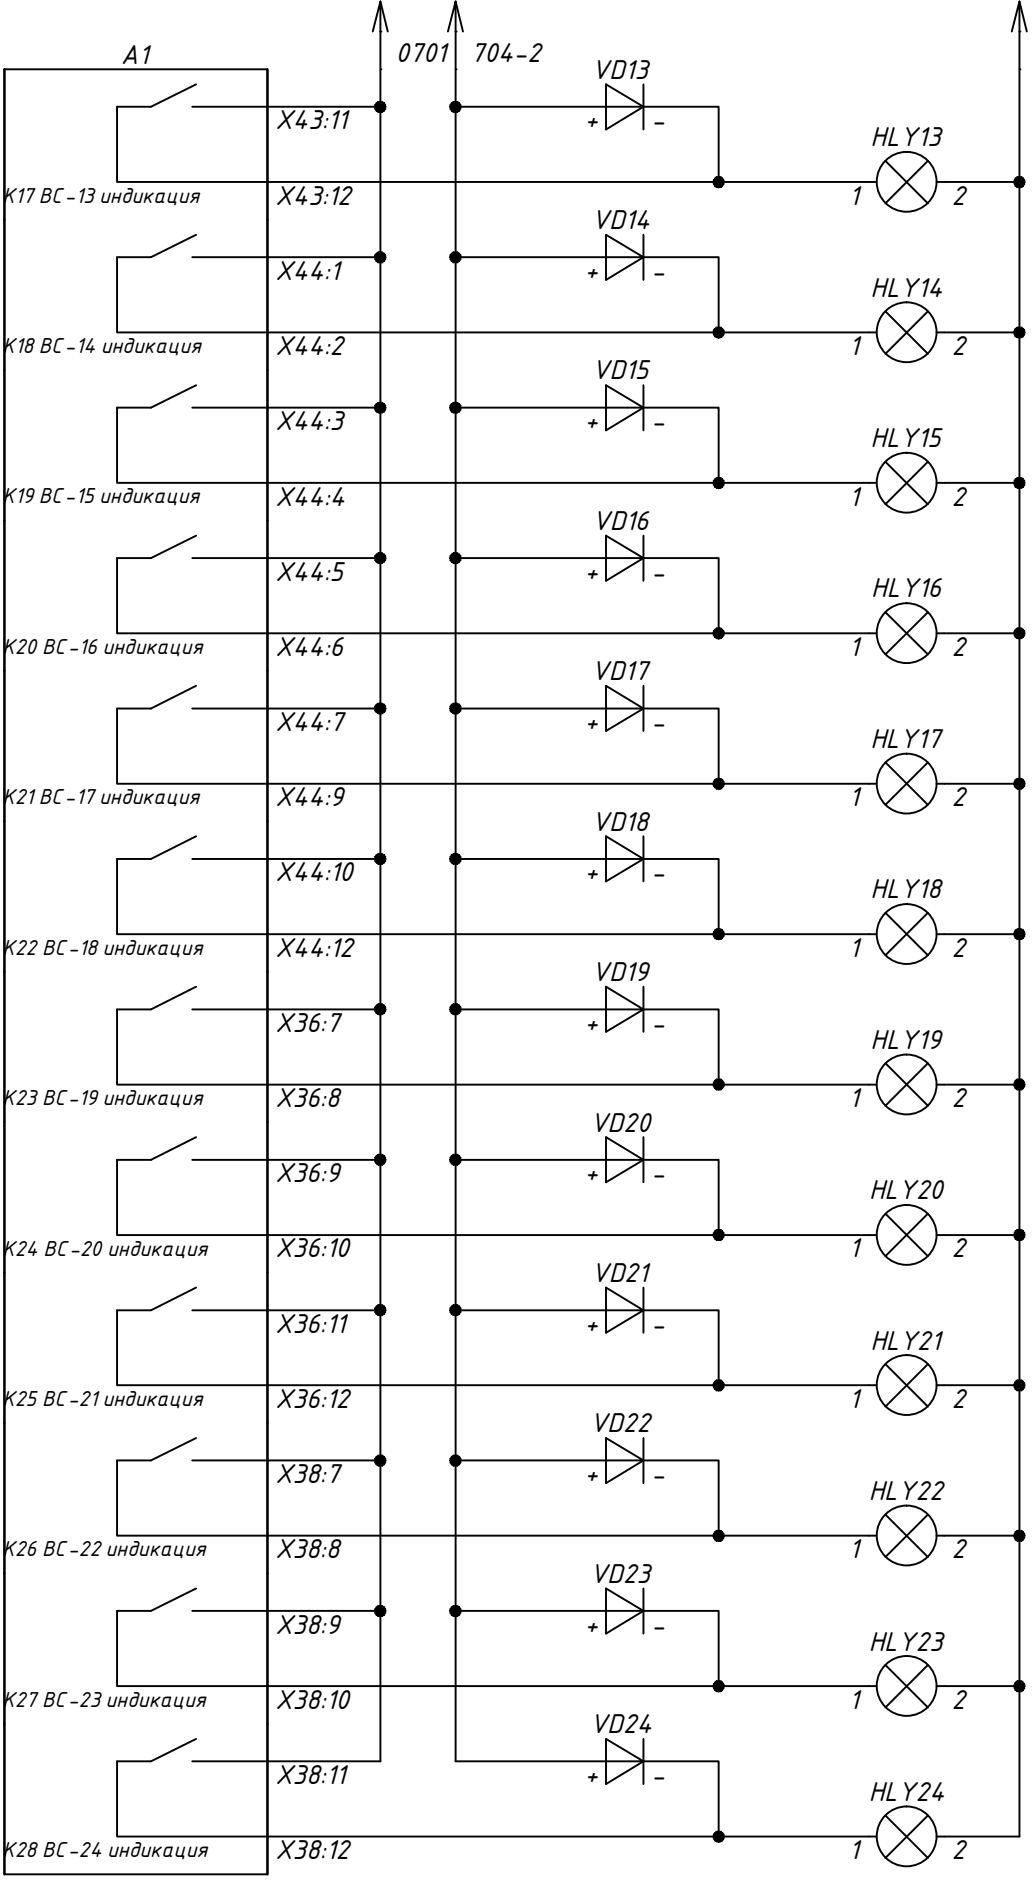 A1
0701 704-2
VD13
+ -
X43:11
HLY13
K17 ВС-13 индикация
X43:12
1 2
VD14
+ -
X44:1
HLY14
K18 ВС-14 индикация
X44:2
1 2
VD15
+ -
X44:3
HLY15
K19 ВС-15 индикация
X44:4
1 2
VD16
+ -
X44:5
HLY16
K20 ВС-16 индикация
X44:6
1 2
VD17
+ -
X44:7
HLY17
K21 ВС-17 индикация
X44:9
1 2
VD18
+ -
X44:10
HLY18
K22 ВС-18 индикация
X44:12
1 2
VD19
+ -
X36:7
HLY19
K23 ВС-19 индикация
X36:8
1 2
VD20
+ -
X36:9
HLY20
K24 ВС-20 индикация
X36:10
1 2
VD21
+ -
X36:11
HLY21
K25 ВС-21 индикация
X36:12
1 2
VD22
+ -
X38:7
HLY22
K26 ВС-22 индикация
X38:8
1 2
VD23
+ -
X38:9
HLY23
K27 ВС-23 индикация
X38:10
1 2
VD24
+ -
X38:11
HLY24
K28 ВС-24 индикация
X38:12
1 2